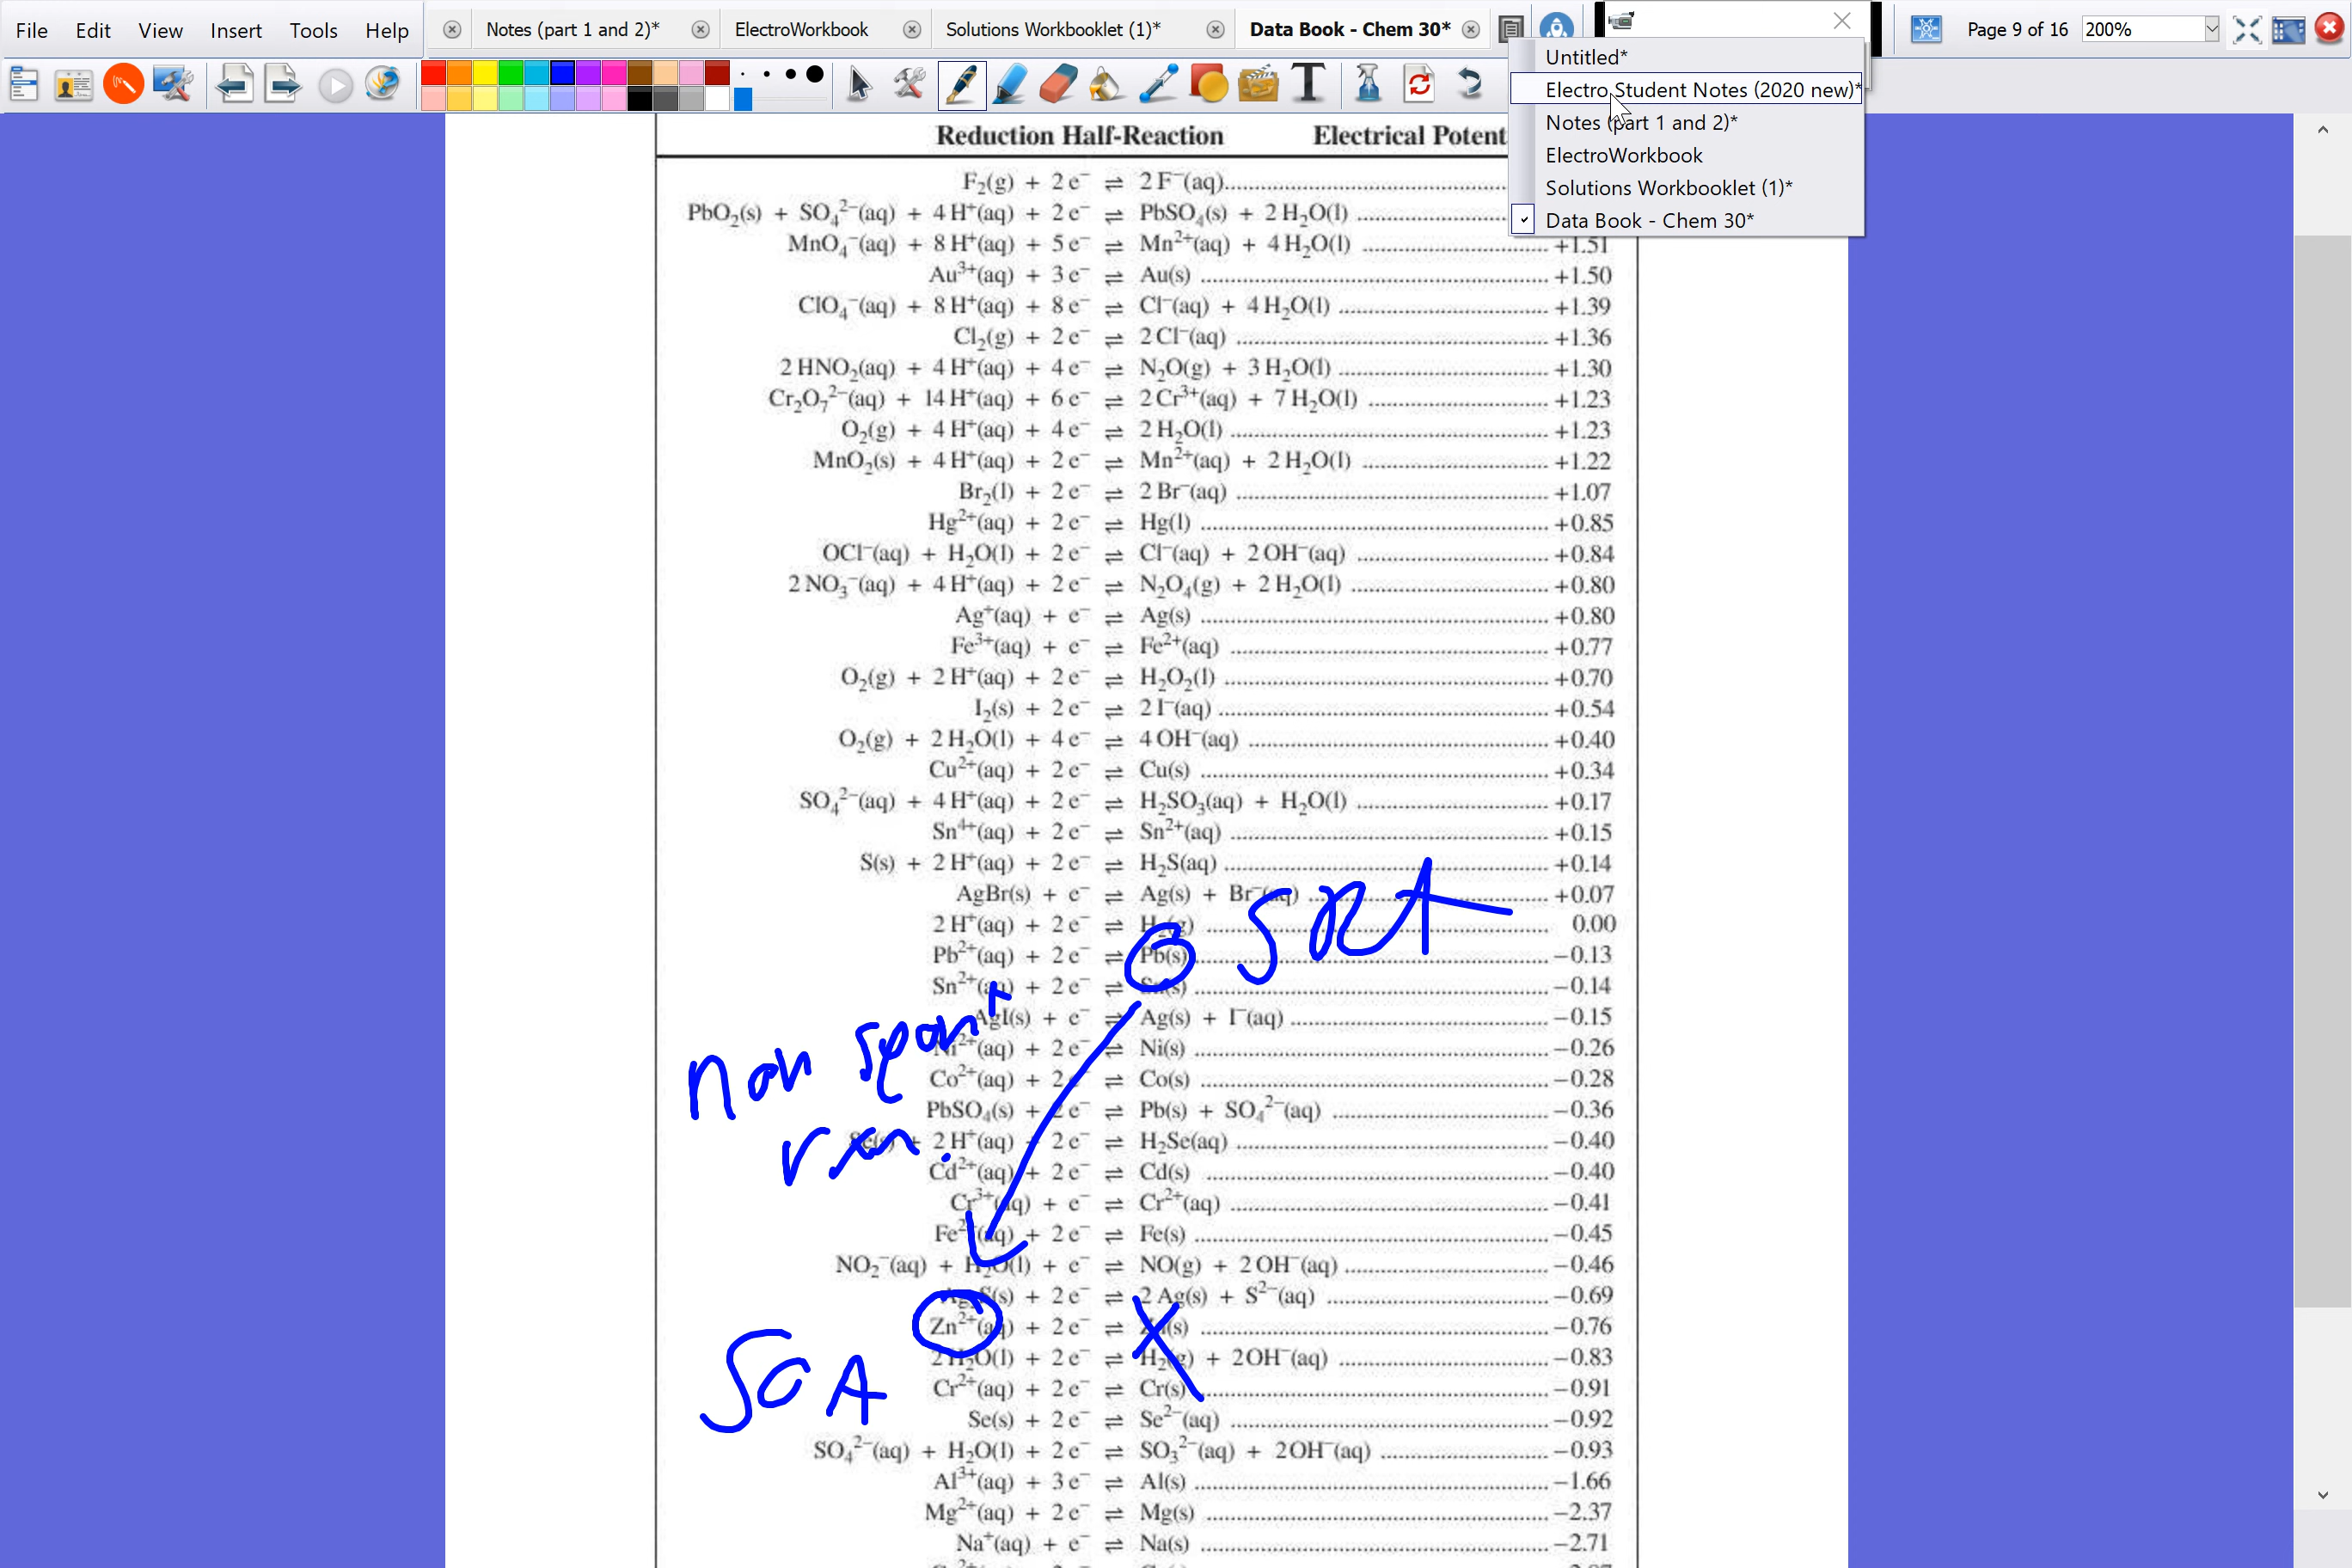 File Edit View Insert Tools Help
Notes (part 1 and 2)* ElectroWorkbook Solutions Workbooklet (1)* Data Book - Chem 30*
Page 9 of 16 200%
Untitled*
Electro Student Notes (2020 new)*
Notes (part 1 and 2)*
ElectroWorkbook
Solutions Workbooklet (1)*
Data Book - Chem 30*
Reduction Half-Reaction Electrical Potent
F₂(g) + 2 e⁻ ⇌ 2 F⁻(aq)
PbO₂(s) + SO₄²⁻(aq) + 4 H⁺(aq) + 2 e⁻ ⇌ PbSO₄(s) + 2 H₂O(l)
MnO₄⁻(aq) + 8 H⁺(aq) + 5 e⁻ ⇌ Mn²⁺(aq) + 4 H₂O(l) +1.51
Au³⁺(aq) + 3 e⁻ ⇌ Au(s) +1.50
ClO₄⁻(aq) + 8 H⁺(aq) + 8 e⁻ ⇌ Cl⁻(aq) + 4 H₂O(l) +1.39
Cl₂(g) + 2 e⁻ ⇌ 2 Cl⁻(aq) +1.36
2 HNO₂(aq) + 4 H⁺(aq) + 4 e⁻ ⇌ N₂O(g) + 3 H₂O(l) +1.30
Cr₂O₇²⁻(aq) + 14 H⁺(aq) + 6 e⁻ ⇌ 2 Cr³⁺(aq) + 7 H₂O(l) +1.23
O₂(g) + 4 H⁺(aq) + 4 e⁻ ⇌ 2 H₂O(l) +1.23
MnO₂(s) + 4 H⁺(aq) + 2 e⁻ ⇌ Mn²⁺(aq) + 2 H₂O(l) +1.22
Br₂(l) + 2 e⁻ ⇌ 2 Br⁻(aq) +1.07
Hg²⁺(aq) + 2 e⁻ ⇌ Hg(l) +0.85
OCl⁻(aq) + H₂O(l) + 2 e⁻ ⇌ Cl⁻(aq) + 2 OH⁻(aq) +0.84
2 NO₃⁻(aq) + 4 H⁺(aq) + 2 e⁻ ⇌ N₂O₄(g) + 2 H₂O(l) +0.80
Ag⁺(aq) + e⁻ ⇌ Ag(s) +0.80
Fe³⁺(aq) + e⁻ ⇌ Fe²⁺(aq) +0.77
O₂(g) + 2 H⁺(aq) + 2 e⁻ ⇌ H₂O₂(l) +0.70
I₂(s) + 2 e⁻ ⇌ 2 I⁻(aq) +0.54
O₂(g) + 2 H₂O(l) + 4 e⁻ ⇌ 4 OH⁻(aq) +0.40
Cu²⁺(aq) + 2 e⁻ ⇌ Cu(s) +0.34
SO₄²⁻(aq) + 4 H⁺(aq) + 2 e⁻ ⇌ H₂SO₃(aq) + H₂O(l) +0.17
Sn⁴⁺(aq) + 2 e⁻ ⇌ Sn²⁺(aq) +0.15
S(s) + 2 H⁺(aq) + 2 e⁻ ⇌ H₂S(aq) +0.14
AgBr(s) + e⁻ ⇌ Ag(s) + Br⁻(aq) +0.07
2 H⁺(aq) + 2 e⁻ ⇌ H₂(g) 0.00
Pb²⁺(aq) + 2 e⁻ ⇌ Pb(s) −0.13
Sn²⁺(aq) + 2 e⁻ ⇌ Sn(s) −0.14
AgI(s) + e⁻ ⇌ Ag(s) + I⁻(aq) −0.15
non spont
Ni²⁺(aq) + 2 e⁻ ⇌ Ni(s) −0.26
Co²⁺(aq) + 2 e⁻ ⇌ Co(s) −0.28
PbSO₄(s) + 2 e⁻ ⇌ Pb(s) + SO₄²⁻(aq) −0.36
rxn.
Se(s) + 2 H⁺(aq) + 2 e⁻ ⇌ H₂Se(aq) −0.40
Cd²⁺(aq) + 2 e⁻ ⇌ Cd(s) −0.40
Cr³⁺(aq) + e⁻ ⇌ Cr²⁺(aq) −0.41
Fe²⁺(aq) + 2 e⁻ ⇌ Fe(s) −0.45
NO₂⁻(aq) + H₂O(l) + e⁻ ⇌ NO(g) + 2 OH⁻(aq) −0.46
Ag₂S(s) + 2 e⁻ ⇌ 2 Ag(s) + S²⁻(aq) −0.69
Zn²⁺(aq) + 2 e⁻ ⇌ Zn(s) −0.76
2 H₂O(l) + 2 e⁻ ⇌ H₂(g) + 2 OH⁻(aq) −0.83
SOA
Cr²⁺(aq) + 2 e⁻ ⇌ Cr(s) −0.91
Se(s) + 2 e⁻ ⇌ Se²⁻(aq) −0.92
SO₄²⁻(aq) + H₂O(l) + 2 e⁻ ⇌ SO₃²⁻(aq) + 2 OH⁻(aq) −0.93
Al³⁺(aq) + 3 e⁻ ⇌ Al(s) −1.66
Mg²⁺(aq) + 2 e⁻ ⇌ Mg(s) −2.37
Na⁺(aq) + e⁻ ⇌ Na(s) −2.71